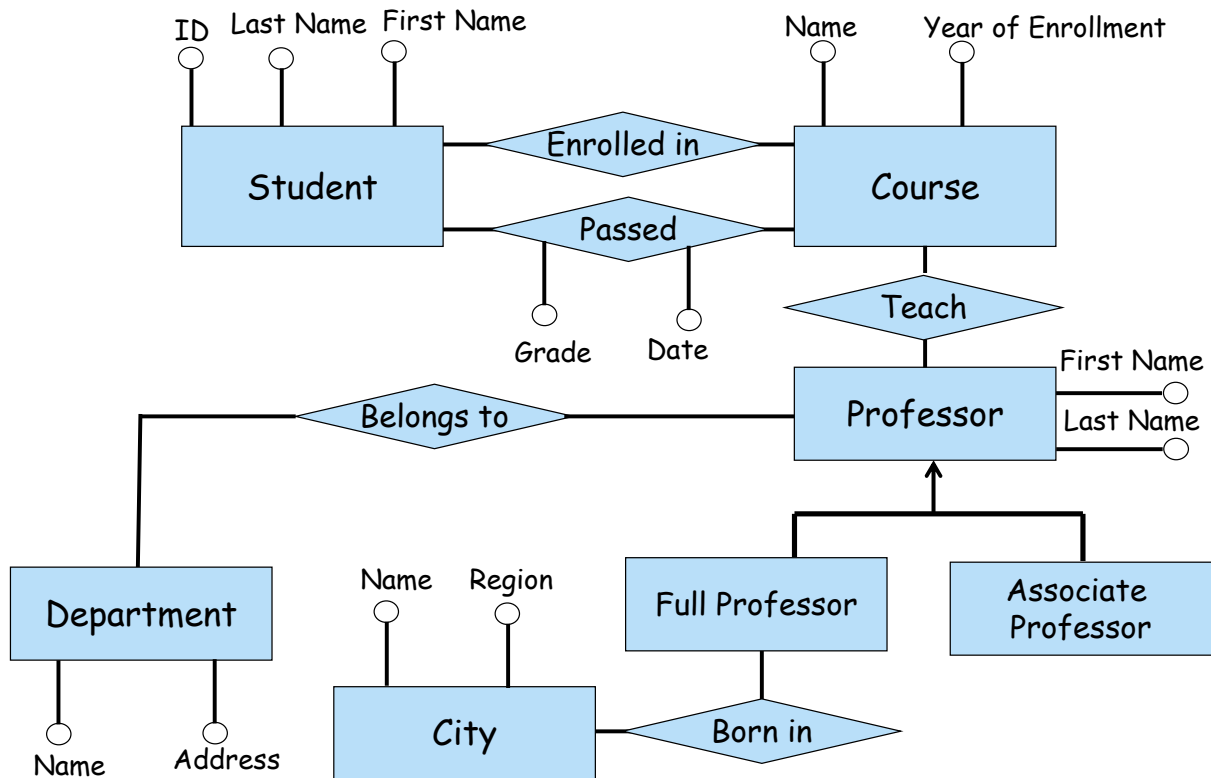 ID
Last Name
First Name
Name
Year of Enrollment
Student
Enrolled in
Course
Passed
Grade
Date
Teach
First Name
Belongs to
Professor
Last Name
Name
Region
Full Professor
Associate
Professor
Department
City
Born in
Name
Address